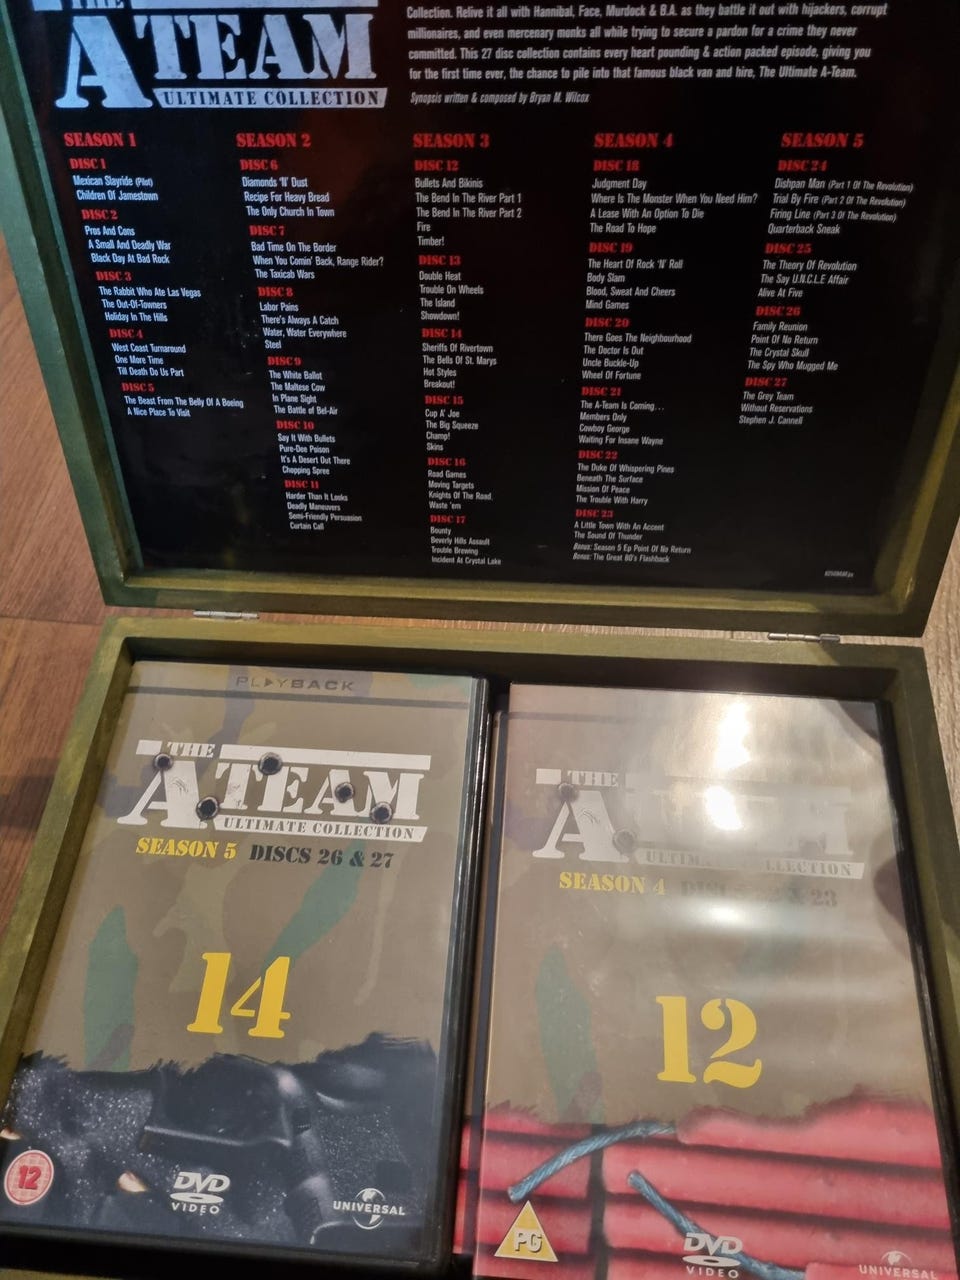 THE
A TEAM
ULTIMATE COLLECTION
Collection. Relive it all with Hannibal, Face, Murdock & B.A. as they battle it out with hijackers, corrupt
millionaires, and even mercenary monks all while trying to secure a pardon for a crime they never
committed. This 27 disc collection contains every heart pounding & action packed episode, giving you
for the first time ever, the chance to pile into that famous black van and hire, The Ultimate A-Team.
Synopsis written & composed by Bryan M. Wilcox
SEASON 1
DISC 1
Mexican Slayride (Pilot)
Children Of Jamestown
DISC 2
Pros And Cons
A Small And Deadly War
Black Day At Bad Rock
DISC 3
The Rabbit Who Ate Las Vegas
The Out-Of-Towners
Holiday In The Hills
DISC 4
West Coast Turnaround
One More Time
Till Death Do Us Part
DISC 5
The Beast From The Belly Of A Boeing
A Nice Place To Visit
SEASON 2
DISC 6
Diamonds 'N' Dust
Recipe For Heavy Bread
The Only Church In Town
DISC 7
Bad Time On The Border
When You Comin' Back, Range Rider?
The Taxicab Wars
DISC 8
Labor Pains
There's Always A Catch
Water, Water Everywhere
Steel
DISC 9
The White Ballot
The Maltese Cow
In Plane Sight
The Battle of Bel-Air
DISC 10
Say It With Bullets
Pure-Dee Poison
It's A Desert Out There
Chopping Spree
DISC 11
Harder Than It Looks
Deadly Maneuvers
Semi-Friendly Persuasion
Curtain Call
SEASON 3
DISC 12
Bullets And Bikinis
The Bend In The River Part 1
The Bend In The River Part 2
Fire
Timber!
DISC 13
Double Heat
Trouble On Wheels
The Island
Showdown!
DISC 14
Sheriffs Of Rivertown
The Bells Of St. Marys
Hot Styles
Breakout!
DISC 15
Cup A' Joe
The Big Squeeze
Champ!
Skins
DISC 16
Road Games
Moving Targets
Knights Of The Road
Waste 'em
DISC 17
Bounty
Beverly Hills Assault
Trouble Brewing
Incident At Crystal Lake
SEASON 4
DISC 18
Judgment Day
Where Is The Monster When You Need Him?
A Lease With An Option To Die
The Road To Hope
DISC 19
The Heart Of Rock 'N' Roll
Body Slam
Blood, Sweat And Cheers
Mind Games
DISC 20
There Goes The Neighbourhood
The Doctor Is Out
Uncle Buckle-Up
Wheel Of Fortune
DISC 21
The A-Team Is Coming...
Members Only
Cowboy George
Waiting For Insane Wayne
DISC 22
The Duke Of Whispering Pines
Beneath The Surface
Mission Of Peace
The Trouble With Harry
DISC 23
A Little Town With An Accent
The Sound Of Thunder
Bonus: Season 5 Ep Point Of No Return
Bonus: The Great 80's Flashback
SEASON 5
DISC 24
Dishpan Man (Part 1 Of The Revolution)
Trial By Fire (Part 2 Of The Revolution)
Firing Line (Part 3 Of The Revolution)
Quarterback Sneak
DISC 25
The Theory Of Revolution
The Say U.N.C.L.E Affair
Alive At Five
DISC 26
Family Reunion
Point Of No Return
The Crystal Skull
The Spy Who Mugged Me
DISC 27
The Grey Team
Without Reservations
Stephen J. Cannell
PLAYBACK
THE
A TEAM
ULTIMATE COLLECTION
SEASON 5 DISCS 26 & 27
14
12
DVD
VIDEO
UNIVERSAL
THE
A
SEASON 4
12
PG
DVD
VIDEO
UNIVERSAL